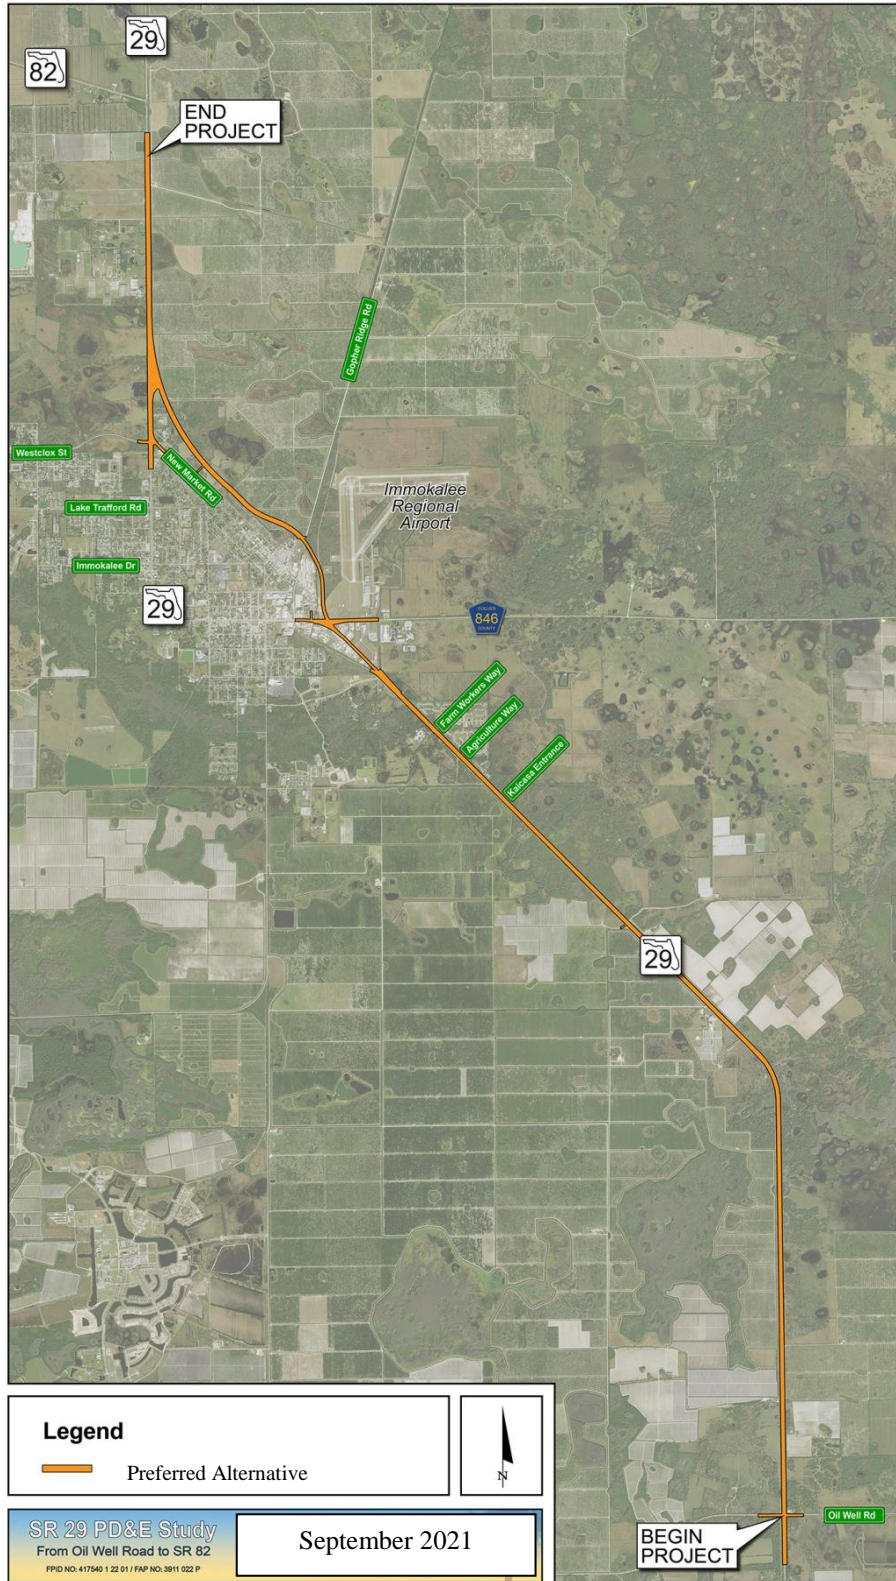 29
82
END
PROJECT
Gopher Ridge Rd
Westclox St
New Market Rd
Lake Trafford Rd
Immokalee
Regional
Airport
Immokalee Dr
29
COLLIER
846
COUNTY
Farm Workers Way
Agriculture Way
Kaicasa Entrance
29
Legend
Preferred Alternative
N
SR 29 PD&E Study
From Oil Well Road to SR 82
FPID NO: 417540 1 22 01 / FAP NO: 3911 022 P
September 2021
Oil Well Rd
BEGIN
PROJECT